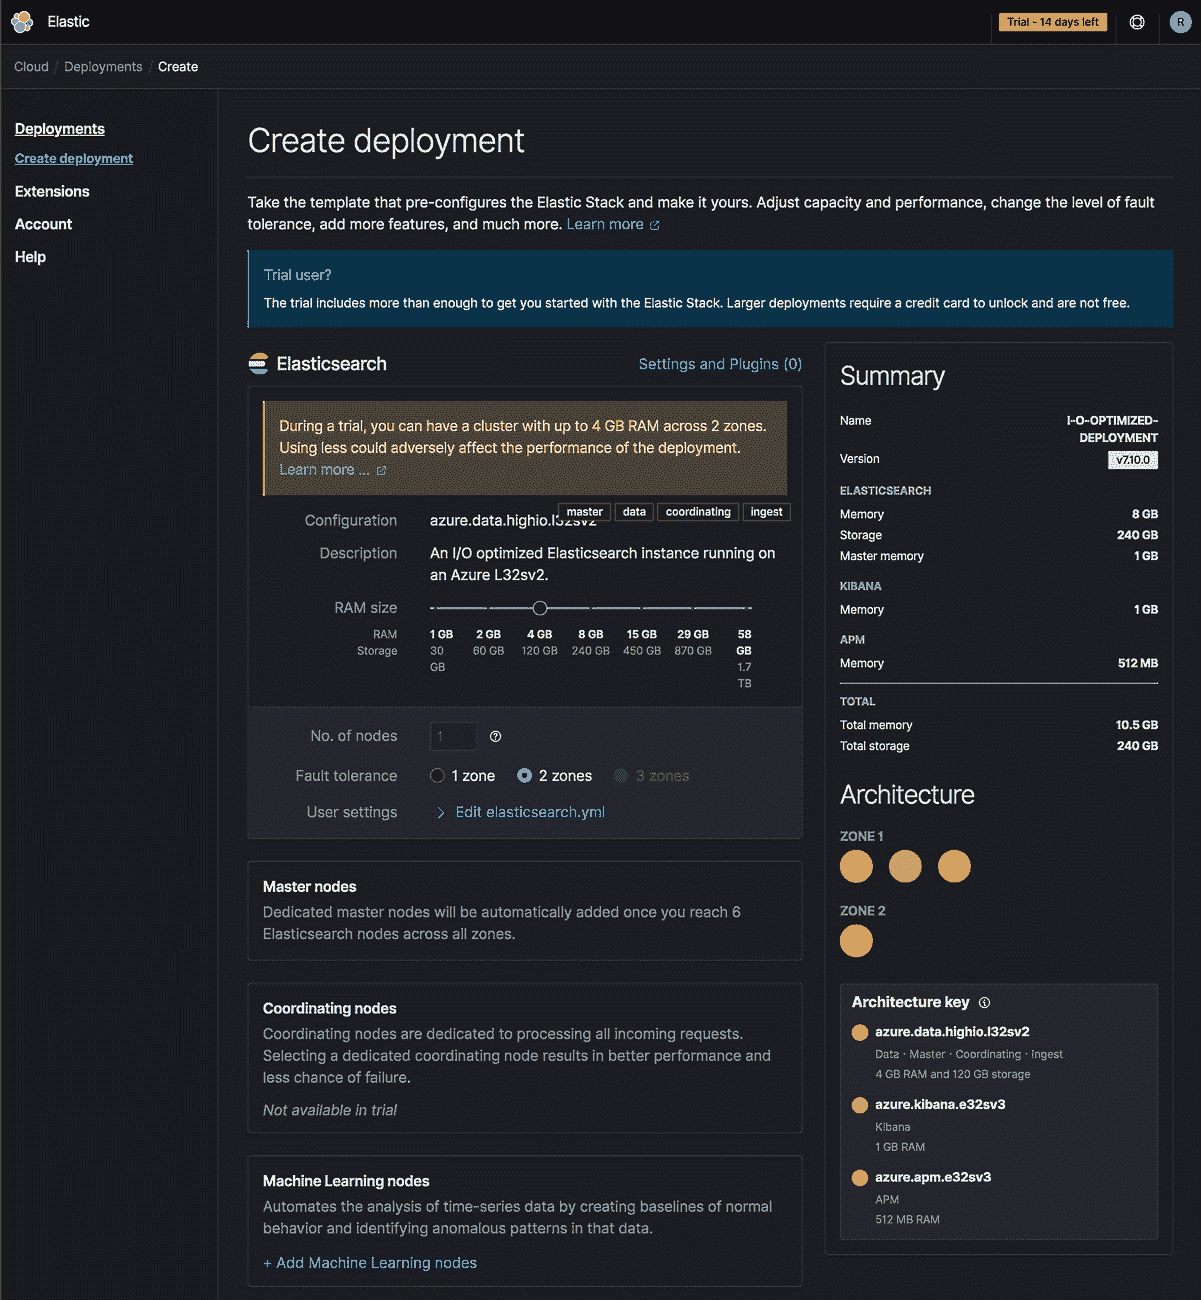 Elastic
Trial - 14 days left
R
Cloud / Deployments / Create
Deployments
Create deployment
Extensions
Account
Help
Create deployment
Take the template that pre-configures the Elastic Stack and make it yours. Adjust capacity and performance, change the level of fault
tolerance, add more features, and much more. Learn more
Trial user?
The trial includes more than enough to get you started with the Elastic Stack. Larger deployments require a credit card to unlock and are not free.
Elasticsearch
Settings and Plugins (0)
During a trial, you can have a cluster with up to 4 GB RAM across 2 zones.
Using less could adversely affect the performance of the deployment.
Learn more ...
master data coordinating ingest
Configuration azure.data.highio.l32sv2
Description An I/O optimized Elasticsearch instance running on
an Azure L32sv2.
RAM size
RAM 1 GB 2 GB 4 GB 8 GB 15 GB 29 GB 58
GB
Storage 30 60 GB 120 GB 240 GB 450 GB 870 GB
GB 1.7
TB
No. of nodes 1
Fault tolerance 1 zone 2 zones 3 zones
User settings Edit elasticsearch.yml
Master nodes
Dedicated master nodes will be automatically added once you reach 6
Elasticsearch nodes across all zones.
Coordinating nodes
Coordinating nodes are dedicated to processing all incoming requests.
Selecting a dedicated coordinating node results in better performance and
less chance of failure.
Not available in trial
Machine Learning nodes
Automates the analysis of time-series data by creating baselines of normal
behavior and identifying anomalous patterns in that data.
+ Add Machine Learning nodes
Summary
Name I-O-OPTIMIZED-
DEPLOYMENT
Version v7.10.0
ELASTICSEARCH
Memory 8 GB
Storage 240 GB
Master memory 1 GB
KIBANA
Memory 1 GB
APM
Memory 512 MB
TOTAL
Total memory 10.5 GB
Total storage 240 GB
Architecture
ZONE 1
ZONE 2
Architecture key
azure.data.highio.l32sv2
Data · Master · Coordinating · Ingest
4 GB RAM and 120 GB storage
azure.kibana.e32sv3
Kibana
1 GB RAM
azure.apm.e32sv3
APM
512 MB RAM